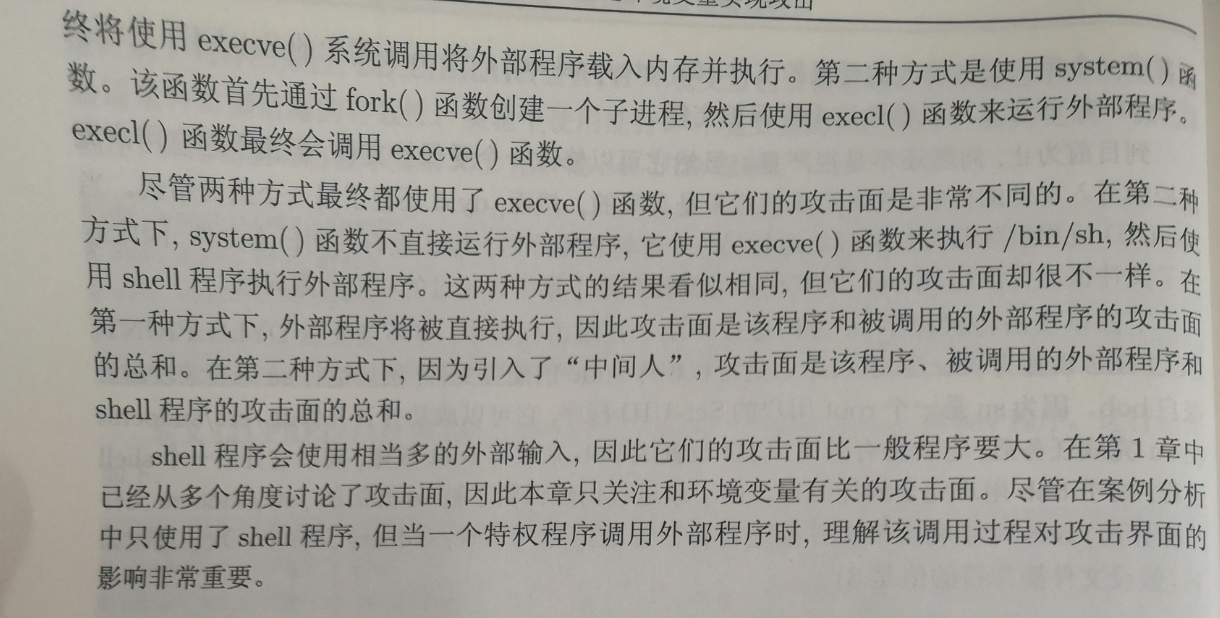 变量实现攻击
终将使用 execve() 系统调用将外部程序载入内存并执行。第二种方式是使用 system() 函
数。该函数首先通过 fork() 函数创建一个子进程, 然后使用 execl() 函数来运行外部程序。
execl() 函数最终会调用 execve() 函数。
尽管两种方式最终都使用了 execve() 函数, 但它们的攻击面是非常不同的。在第二种
方式下, system() 函数不直接运行外部程序, 它使用 execve() 函数来执行 /bin/sh, 然后使
用 shell 程序执行外部程序。这两种方式的结果看似相同, 但它们的攻击面却很不一样。在
第一种方式下, 外部程序将被直接执行, 因此攻击面是该程序和被调用的外部程序的攻击面
的总和。在第二种方式下, 因为引入了“中间人”, 攻击面是该程序、被调用的外部程序和
shell 程序的攻击面的总和。
shell 程序会使用相当多的外部输入, 因此它们的攻击面比一般程序要大。在第 1 章中
已经从多个角度讨论了攻击面, 因此本章只关注和环境变量有关的攻击面。尽管在案例分析
中只使用了 shell 程序, 但当一个特权程序调用外部程序时, 理解该调用过程对攻击界面的
影响非常重要。